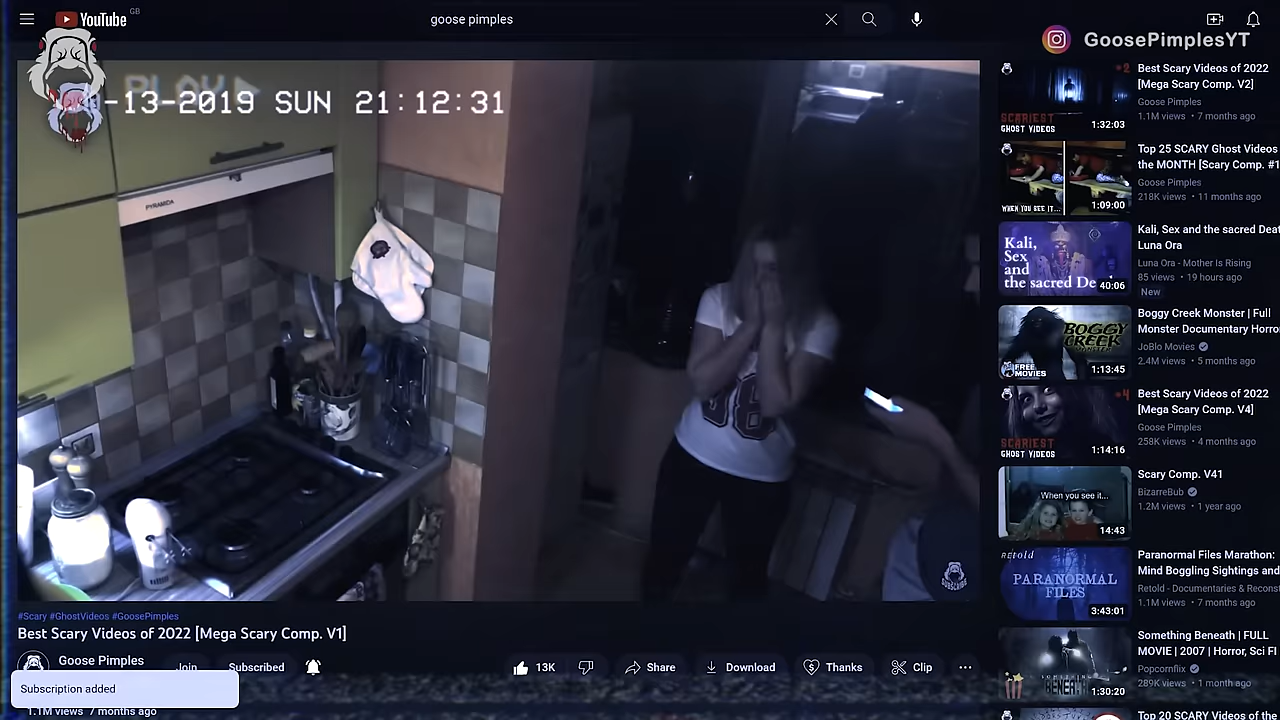 YouTube GB
goose pimples
GoosePimplesYT
PLAY
-13-2019 SUN 21:12:31
PYRAMIDA
SUBSCRIBE
#Scary #GhostVideos #GoosePimples
Best Scary Videos of 2022 [Mega Scary Comp. V1]
Goose Pimples
Join
Subscribed
13K
Share
Download
Thanks
Clip
Subscription added
1.1M views 7 months ago
#2
SCARIEST
GHOST VIDEOS
1:32:03
Best Scary Videos of 2022
[Mega Scary Comp. V2]
Goose Pimples
1.1M views • 7 months ago
WHEN YOU SEE IT...
1:09:00
Top 25 SCARY Ghost Videos
the MONTH [Scary Comp. #1
Goose Pimples
218K views • 11 months ago
Kali,
Sex
and
the sacred De
40:06
Kali, Sex and the sacred Dea
Luna Ora
Luna Ora - Mother Is Rising
85 views • 19 hours ago
New
BOGGY
CREEK
MONSTER
FREE
MOVIES
1:13:45
Boggy Creek Monster | Full
Monster Documentary Horro
JoBlo Movies
2.4M views • 5 months ago
#4
SCARIEST
GHOST VIDEOS
1:14:16
Best Scary Videos of 2022
[Mega Scary Comp. V4]
Goose Pimples
258K views • 4 months ago
When you see it...
14:43
Scary Comp. V41
BizarreBub
1.2M views • 1 year ago
RETOLD
PARANORMAL
FILES
3:43:01
Paranormal Files Marathon:
Mind Boggling Sightings and
Retold - Documentaries & Reconst
1.1M views • 7 months ago
SOMETHING
BENEATH
1:30:20
Something Beneath | FULL
MOVIE | 2007 | Horror, Sci Fi
Popcornflix
289K views • 1 month ago
Top 20 SCARY Videos of the